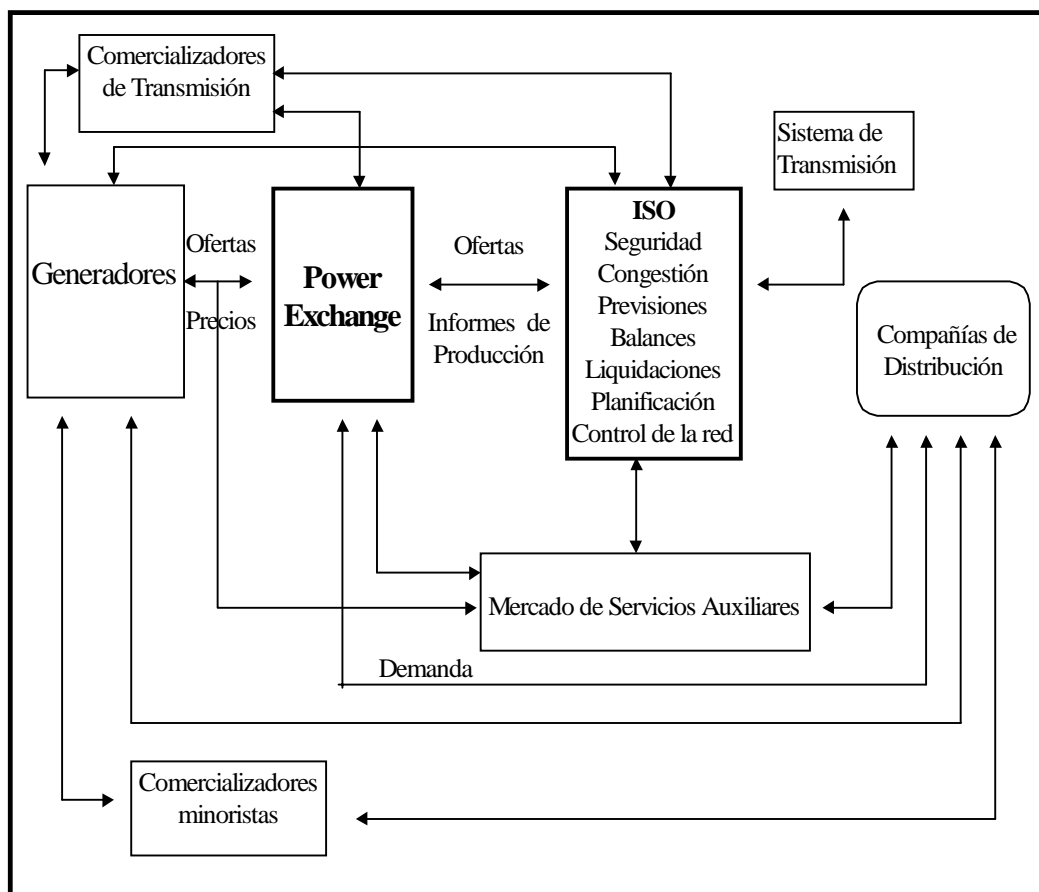 Comercializadores
de Transmisión
Sistema de
Transmisión
Generadores
Ofertas
Precios
Power
Exchange
Ofertas
Informes de
Producción
ISO
Seguridad
Congestión
Previsiones
Balances
Liquidaciones
Planificación
Control de la red
Compañías de
Distribución
Mercado de Servicios Auxiliares
Demanda
Comercializadores
minoristas